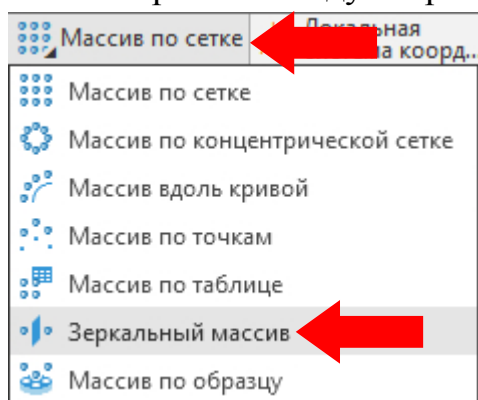 Массив по сетке
коорд..
Массив по сетке
Массив по концентрической сетке
Массив вдоль кривой
Массив по точкам
Массив по таблице
Зеркальный массив
Массив по образцу